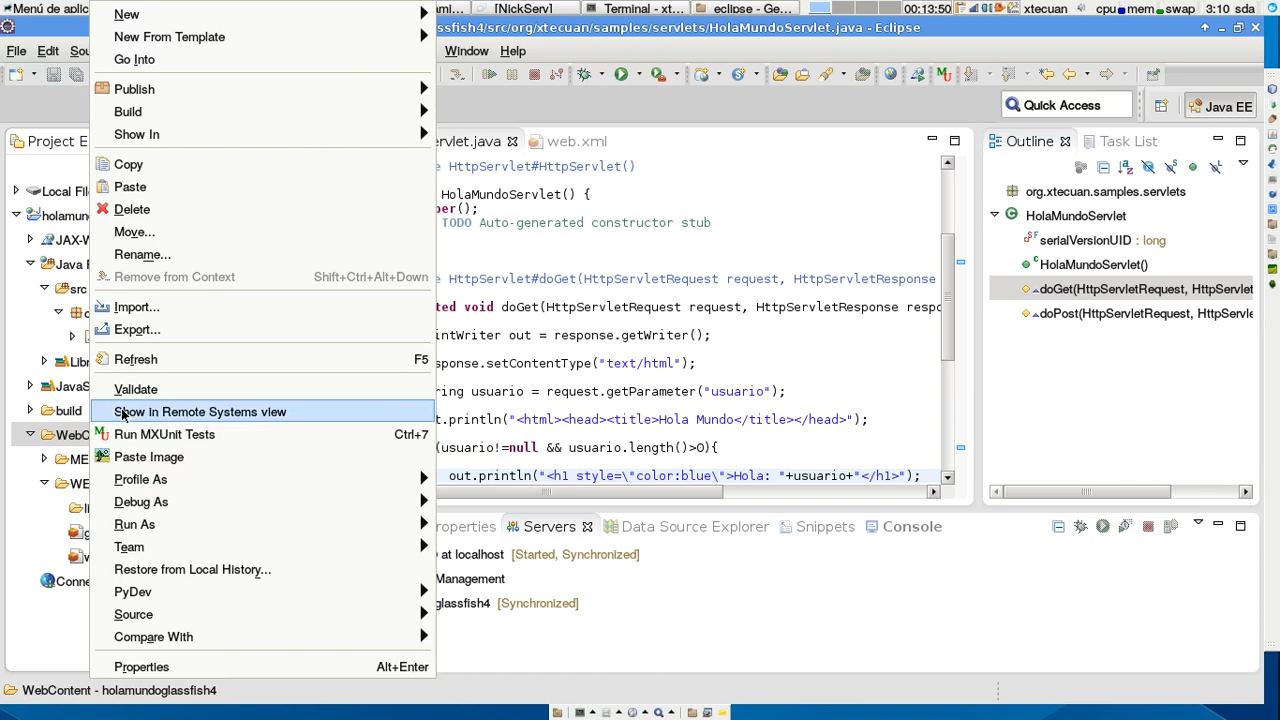 Menú de aplic
[NickServ]
Terminal - xt...
eclipse - Ge...
00:13:50
xtecuan
cpu
mem
swap
3:10
sda
ssfish4/src/org/xtecuan/samples/servlets/HolaMundoServlet.java - Eclipse
File
Edit
Sou
Window
Help
Quick Access
Java EE
Project E
rvlet.java
web.xml
Outline
Task List
New
New From Template
Go Into
Publish
Build
Show In
Copy
Paste
Delete
Move...
Rename...
Remove from Context
Shift+Ctrl+Alt+Down
Import...
Export...
Refresh
F5
Validate
Show in Remote Systems view
Run MXUnit Tests
Ctrl+7
Paste Image
Profile As
Debug As
Run As
Team
Restore from Local History...
PyDev
Source
Compare With
Properties
Alt+Enter
Local Fil
holamun
JAX-W
Java F
src
o
Libr
JavaS
build
WebC
ME
WE
li
g
w
Conne
e HttpServlet#HttpServlet()
HolaMundoServlet() {
per();
TODO Auto-generated constructor stub
e HttpServlet#doGet(HttpServletRequest request, HttpServletResponse
ted void doGet(HttpServletRequest request, HttpServletResponse respo
intWriter out = response.getWriter();
sponse.setContentType("text/html");
ring usuario = request.getParameter("usuario");
t.println("<html><head><title>Hola Mundo</title></head>");
(usuario!=null && usuario.length()>0){
out.println("<h1 style=\"color:blue\">Hola: "+usuario+"</h1>");
org.xtecuan.samples.servlets
HolaMundoServlet
serialVersionUID : long
HolaMundoServlet()
doGet(HttpServletRequest, HttpServlet
doPost(HttpServletRequest, HttpServle
roperties
Servers
Data Source Explorer
Snippets
Console
at localhost [Started, Synchronized]
Management
glassfish4 [Synchronized]
WebContent - holamundoglassfish4